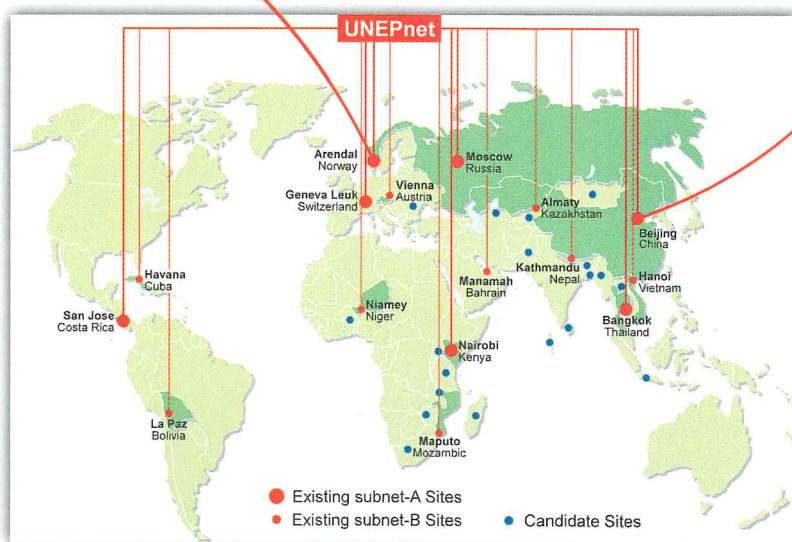 UNEPnet
Arendal
Norway
Moscow
Russia
Geneva Leuk
Switzerland
Vienna
Austria
Almaty
Kazakhstan
Beijing
China
Havana
Cuba
Kathmandu
Nepal
Hanoi
Vietnam
Manamah
Bahrain
Niamey
Niger
San Jose
Costa Rica
Bangkok
Thailand
Nairobi
Kenya
La Paz
Bolivia
Maputo
Mozambic
Existing subnet-A Sites
Existing subnet-B Sites
Candidate Sites